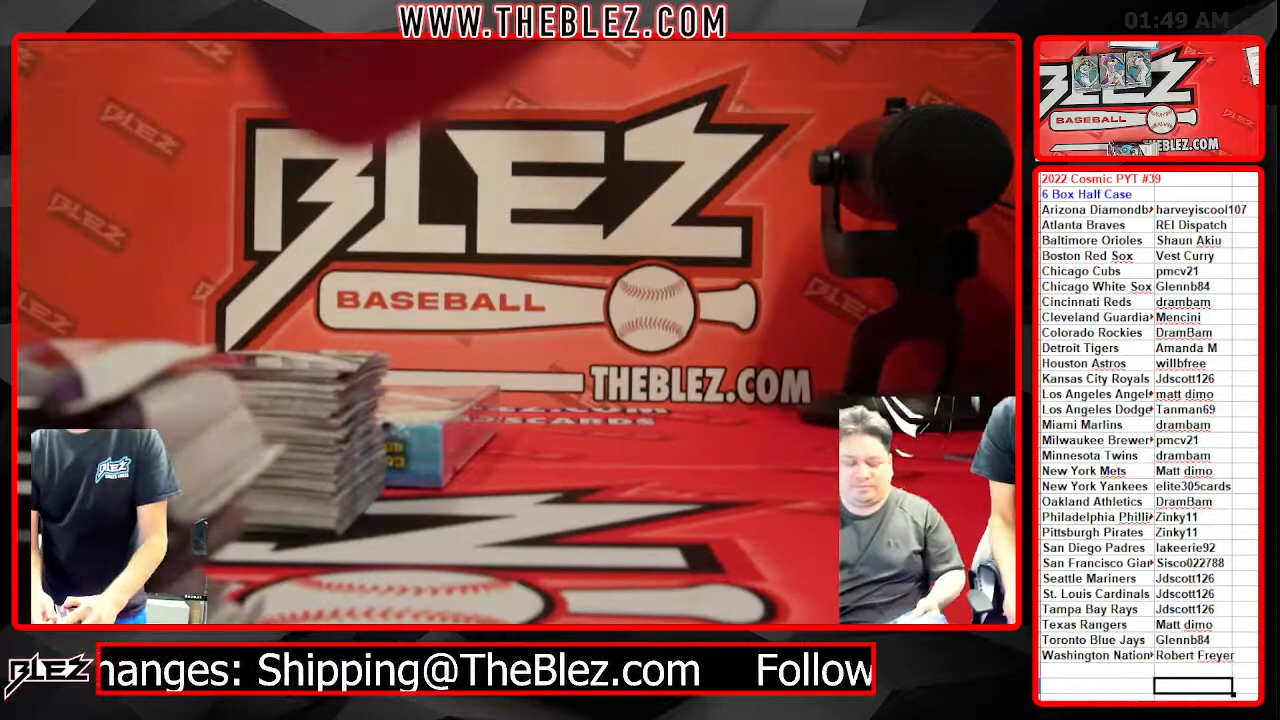 WWW.THEBLEZ.COM
01:49 AM
BLEZ
BASEBALL
THEBLEZ.COM
BLEZ
BLEZ
BASEBALL
BLEZ.COM
2022 Cosmic PYT #39
6 Box Half Case
Arizona Diamondb harveyiscool107
Atlanta Braves REI Dispatch
Baltimore Orioles Shaun Akiu
Boston Red Sox Vest Curry
Chicago Cubs pmcv21
Chicago White Sox Glennb84
Cincinnati Reds drambam
Cleveland Guardia Mencini
Colorado Rockies DramBam
Detroit Tigers Amanda M
Houston Astros willbfree
Kansas City Royals Jdscott126
Los Angeles Angel matt dimo
Los Angeles Dodge Tanman69
Miami Marlins drambam
Milwaukee Brewer pmcv21
Minnesota Twins drambam
New York Mets Matt dimo
New York Yankees elite305cards
Oakland Athletics DramBam
Philadelphia Philli Zinky11
Pittsburgh Pirates Zinky11
San Diego Padres lakeerie92
San Francisco Gian Sisco022788
Seattle Mariners Jdscott126
St. Louis Cardinals Jdscott126
Tampa Bay Rays Jdscott126
Texas Rangers Matt dimo
Toronto Blue Jays Glennb84
Washington Nation Robert Freyer
BLEZ
hanges: Shipping@TheBlez.com Follow